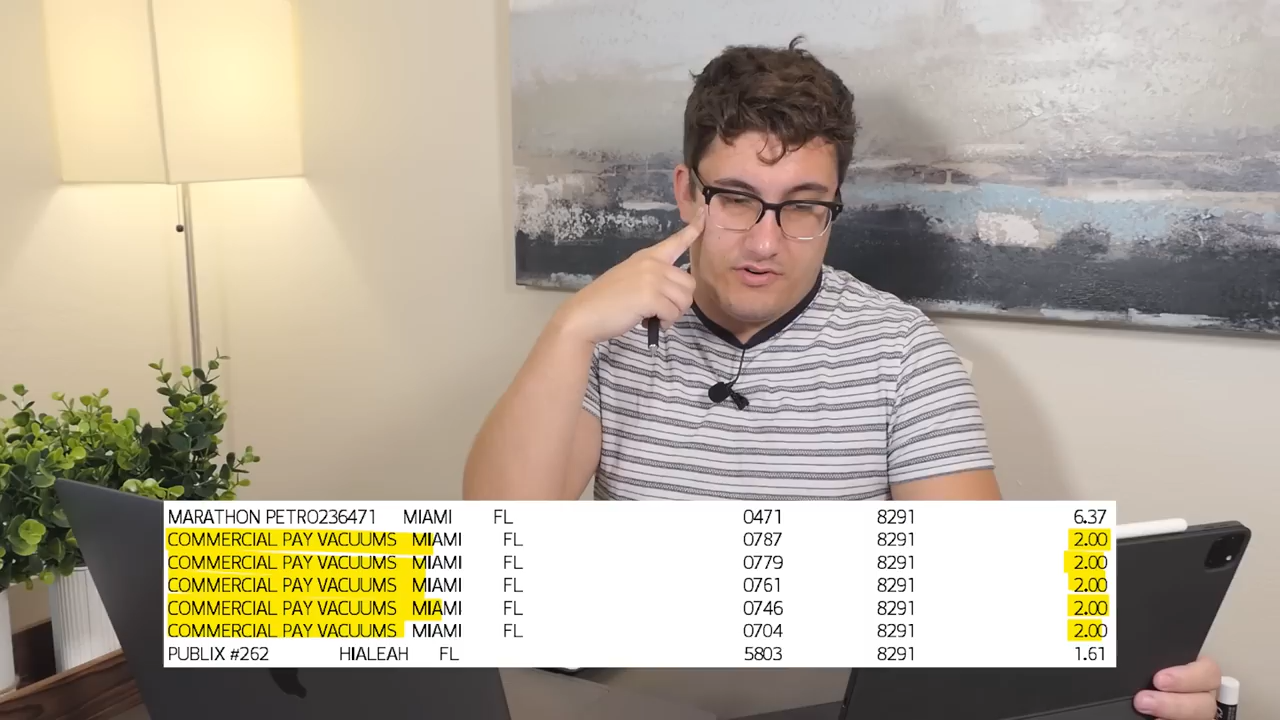 MARATHON PETRO236471 MIAMI FL 0471 8291 6.37
COMMERCIAL PAY VACUUMS MIAMI FL 0787 8291 2.00
COMMERCIAL PAY VACUUMS MIAMI FL 0779 8291 2.00
COMMERCIAL PAY VACUUMS MIAMI FL 0761 8291 2.00
COMMERCIAL PAY VACUUMS MIAMI FL 0746 8291 2.00
COMMERCIAL PAY VACUUMS MIAMI FL 0704 8291 2.00
PUBLIX #262 HIALEAH FL 5803 8291 1.61